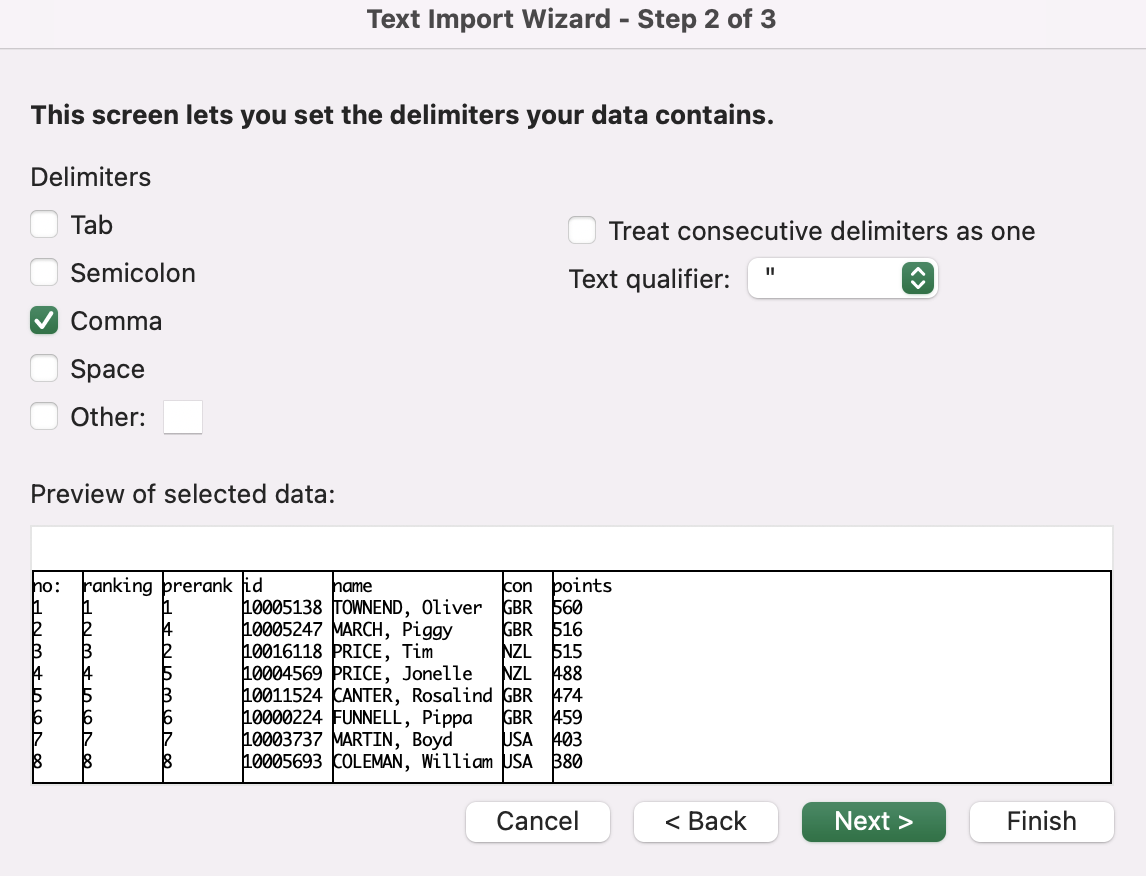 Text Import Wizard - Step 2 of 3
This screen lets you set the delimiters your data contains.
Delimiters
Tab
Semicolon
Comma
Space
Other:
Treat consecutive delimiters as one
Text qualifier: "
Preview of selected data:
no: ranking prerank id name con points
1 1 1 10005138 TOWNEND, Oliver GBR 560
2 2 4 10005247 MARCH, Piggy GBR 516
3 3 2 10016118 PRICE, Tim NZL 515
4 4 5 10004569 PRICE, Jonelle NZL 488
5 5 3 10011524 CANTER, Rosalind GBR 474
6 6 6 10000224 FUNNELL, Pippa GBR 459
7 7 7 10003737 MARTIN, Boyd USA 403
8 8 8 10005693 COLEMAN, William USA 380
Cancel < Back Next > Finish